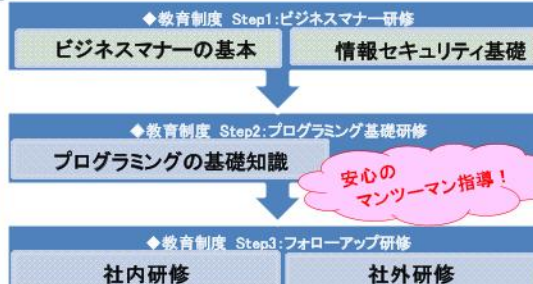 ◆教育制度 Step1:ビジネスマナー研修
ビジネスマナーの基本
情報セキュリティ基礎
◆教育制度 Step2:プログラミング基礎研修
プログラミングの基礎知識
安心の
マンツーマン指導！
◆教育制度 Step3:フォローアップ研修
社内研修
社外研修